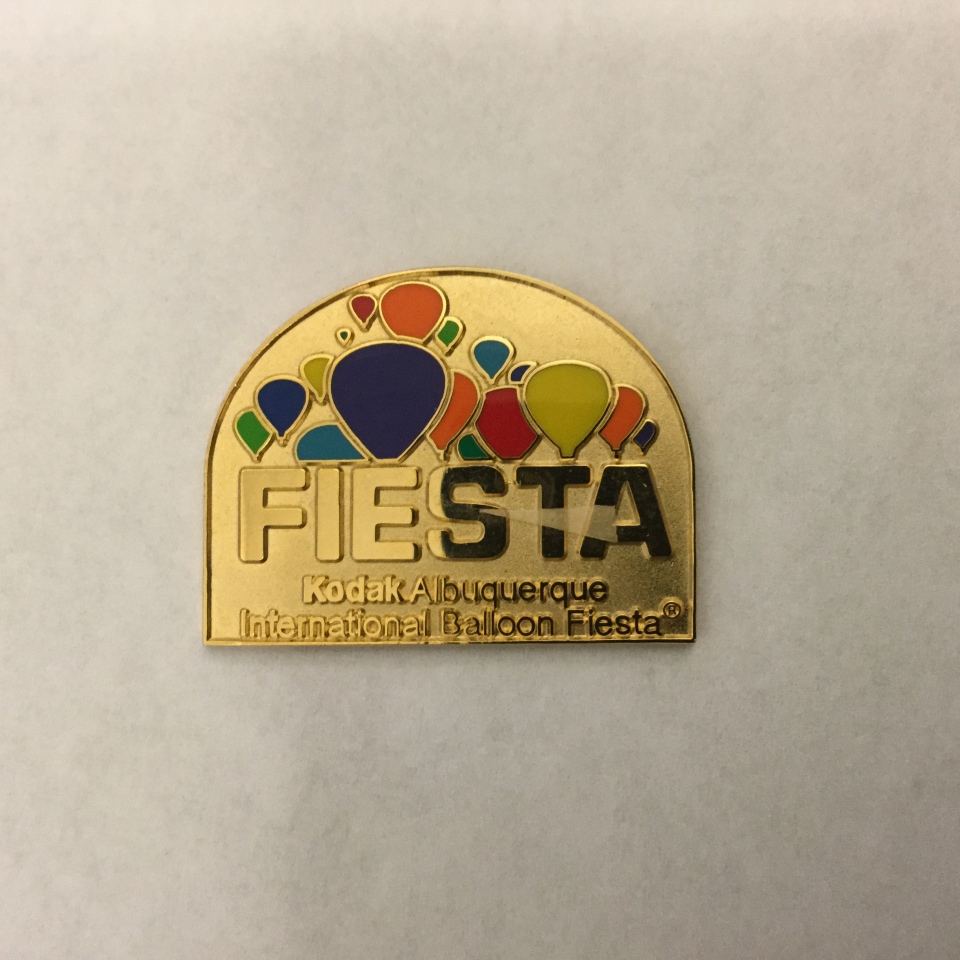 FIESTA
Kodak Albuquerque
International Balloon Fiesta®